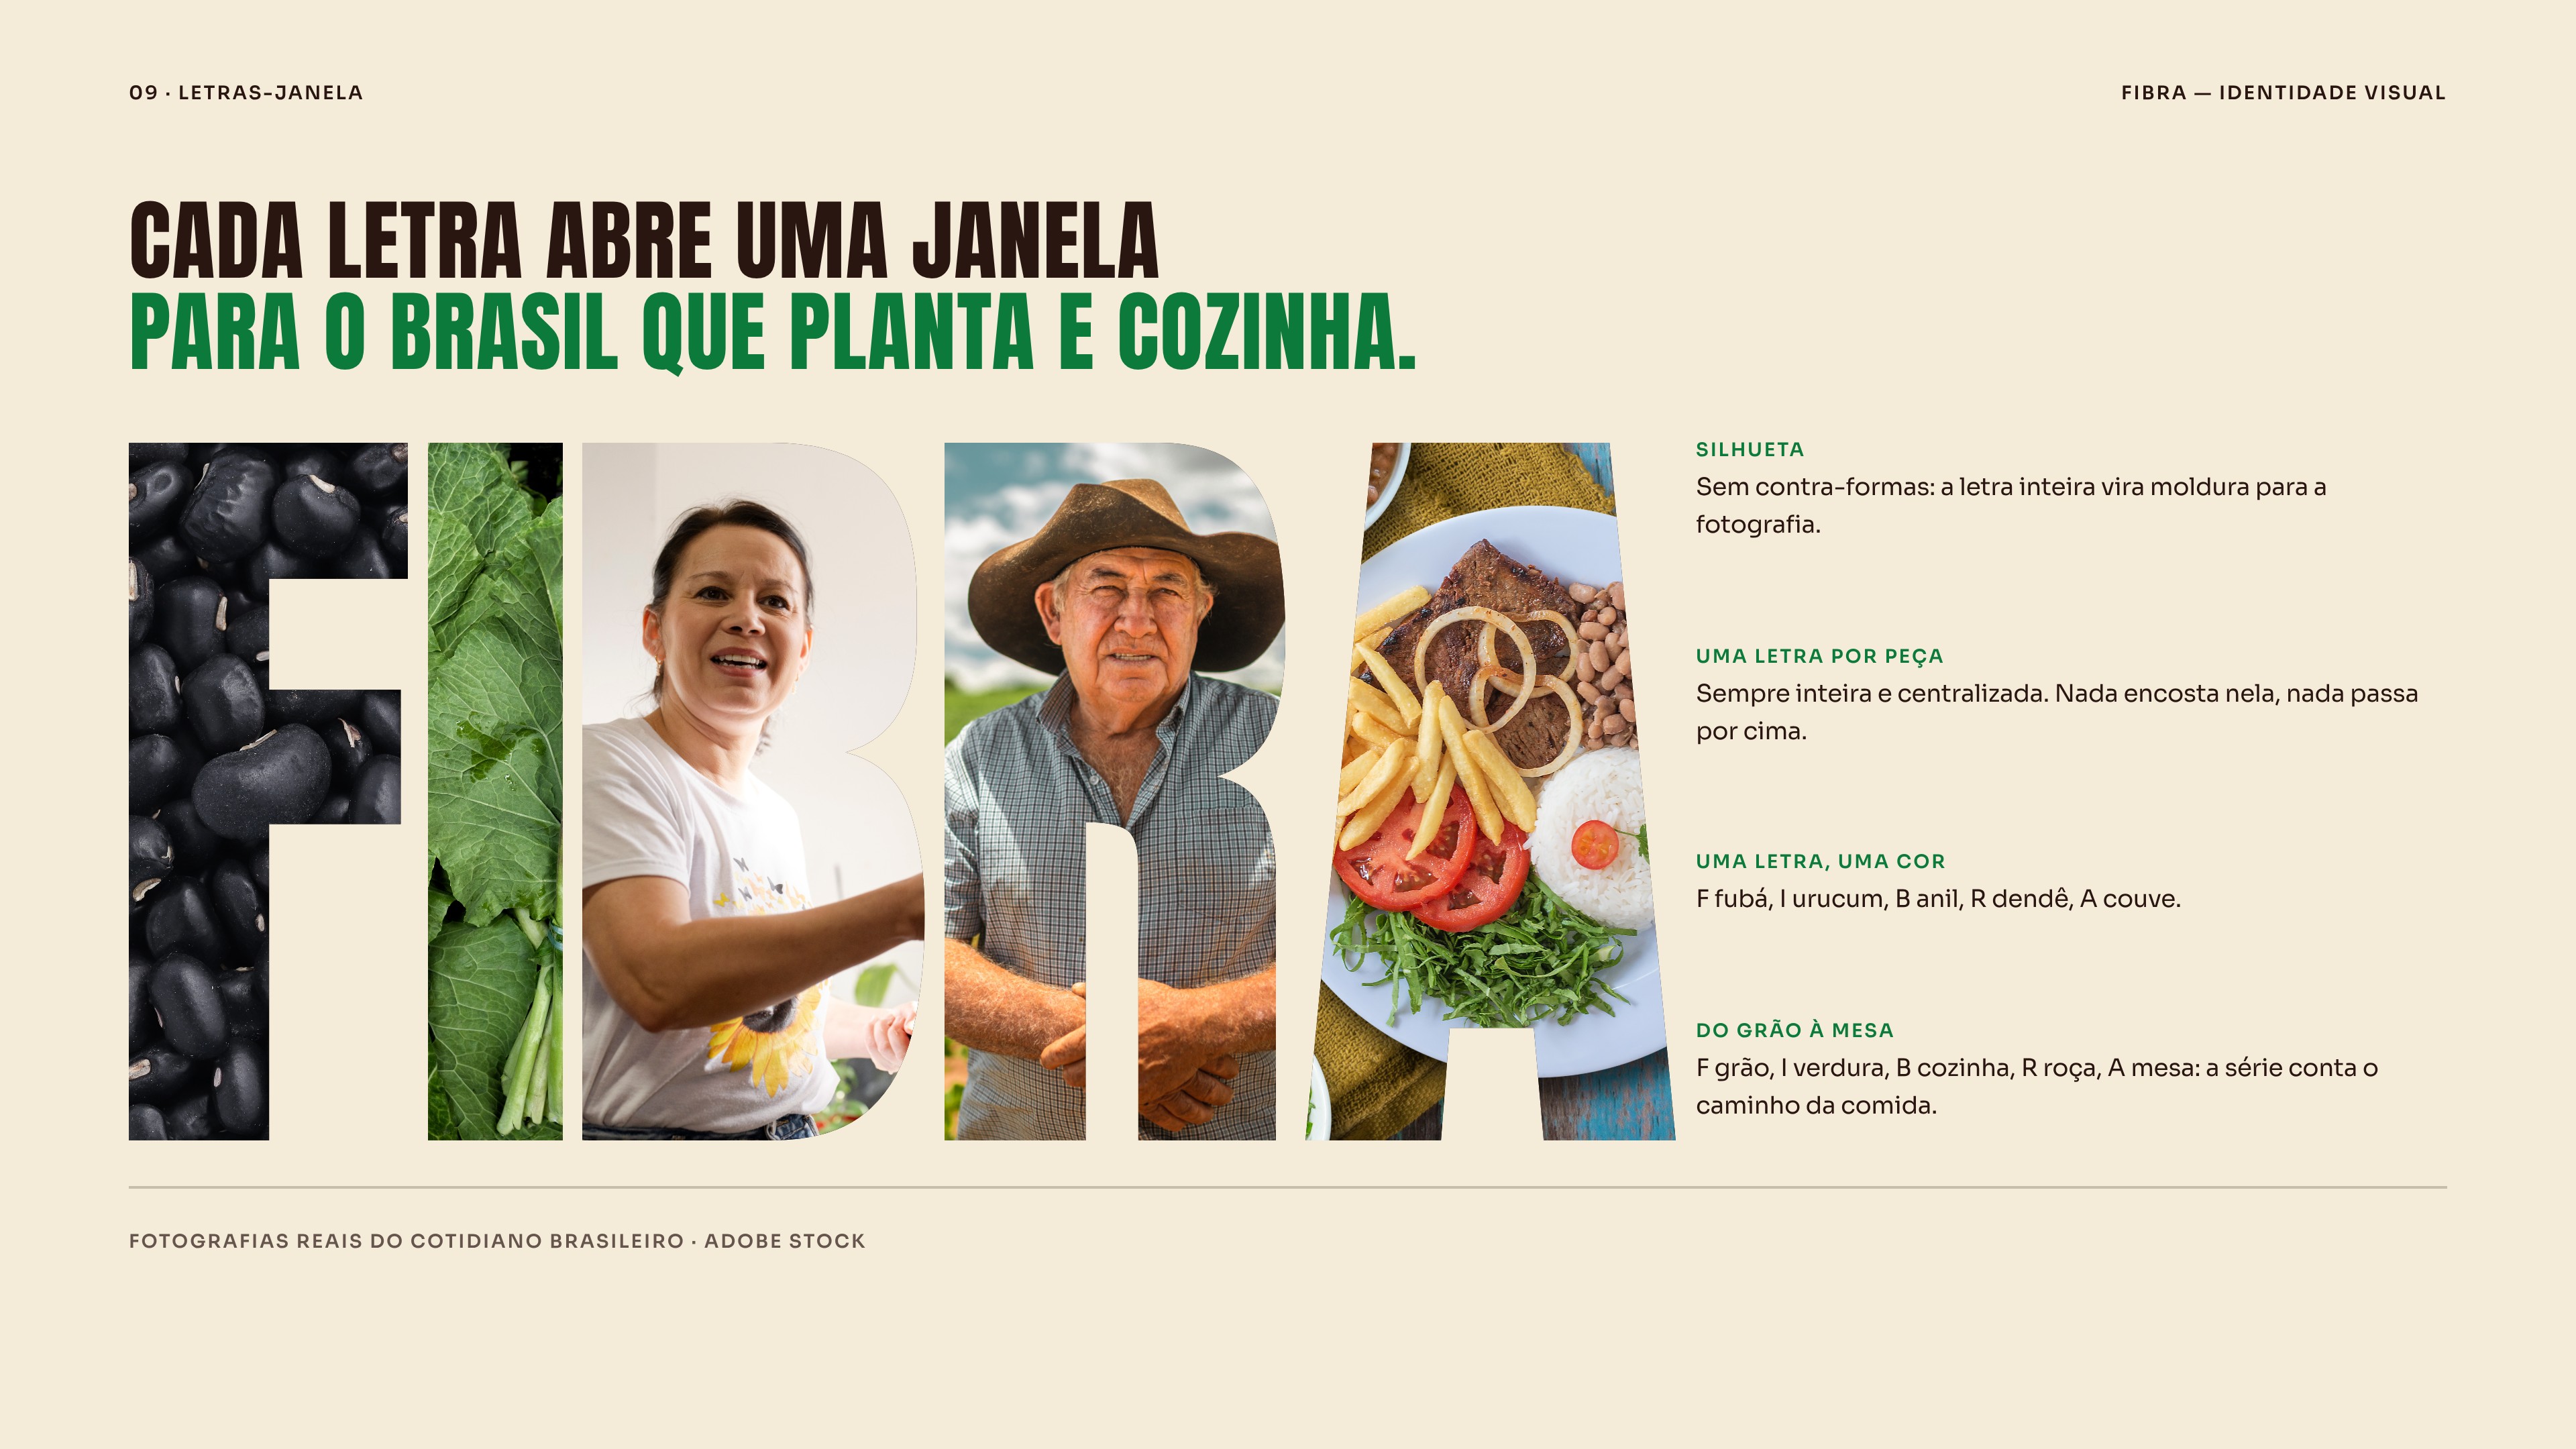 09 · LETRAS-JANELA
FIBRA — IDENTIDADE VISUAL
CADA LETRA ABRE UMA JANELA
PARA O BRASIL QUE PLANTA E COZINHA.
FIBRA
SILHUETA
Sem contra-formas: a letra inteira vira moldura para a
fotografia.
UMA LETRA POR PEÇA
Sempre inteira e centralizada. Nada encosta nela, nada passa
por cima.
UMA LETRA, UMA COR
F fubá, I urucum, B anil, R dendê, A couve.
DO GRÃO À MESA
F grão, I verdura, B cozinha, R roça, A mesa: a série conta o
caminho da comida.
FOTOGRAFIAS REAIS DO COTIDIANO BRASILEIRO · ADOBE STOCK